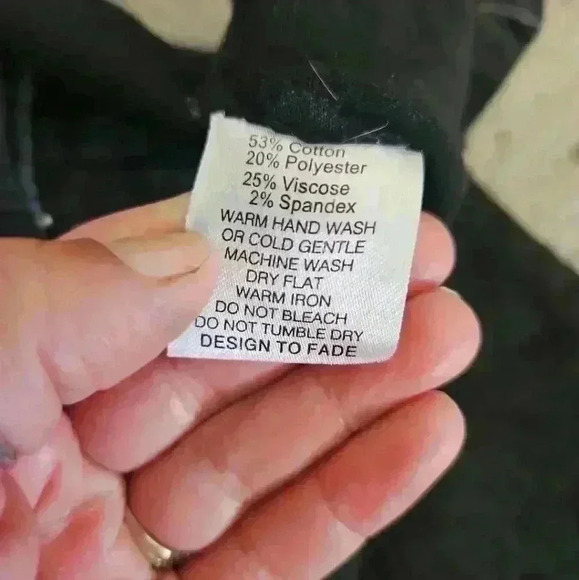 53% Cotton
20% Polyester
25% Viscose
2% Spandex
WARM HAND WASH
OR COLD GENTLE
MACHINE WASH
DRY FLAT
WARM IRON
DO NOT BLEACH
DO NOT TUMBLE DRY
DESIGN TO FADE